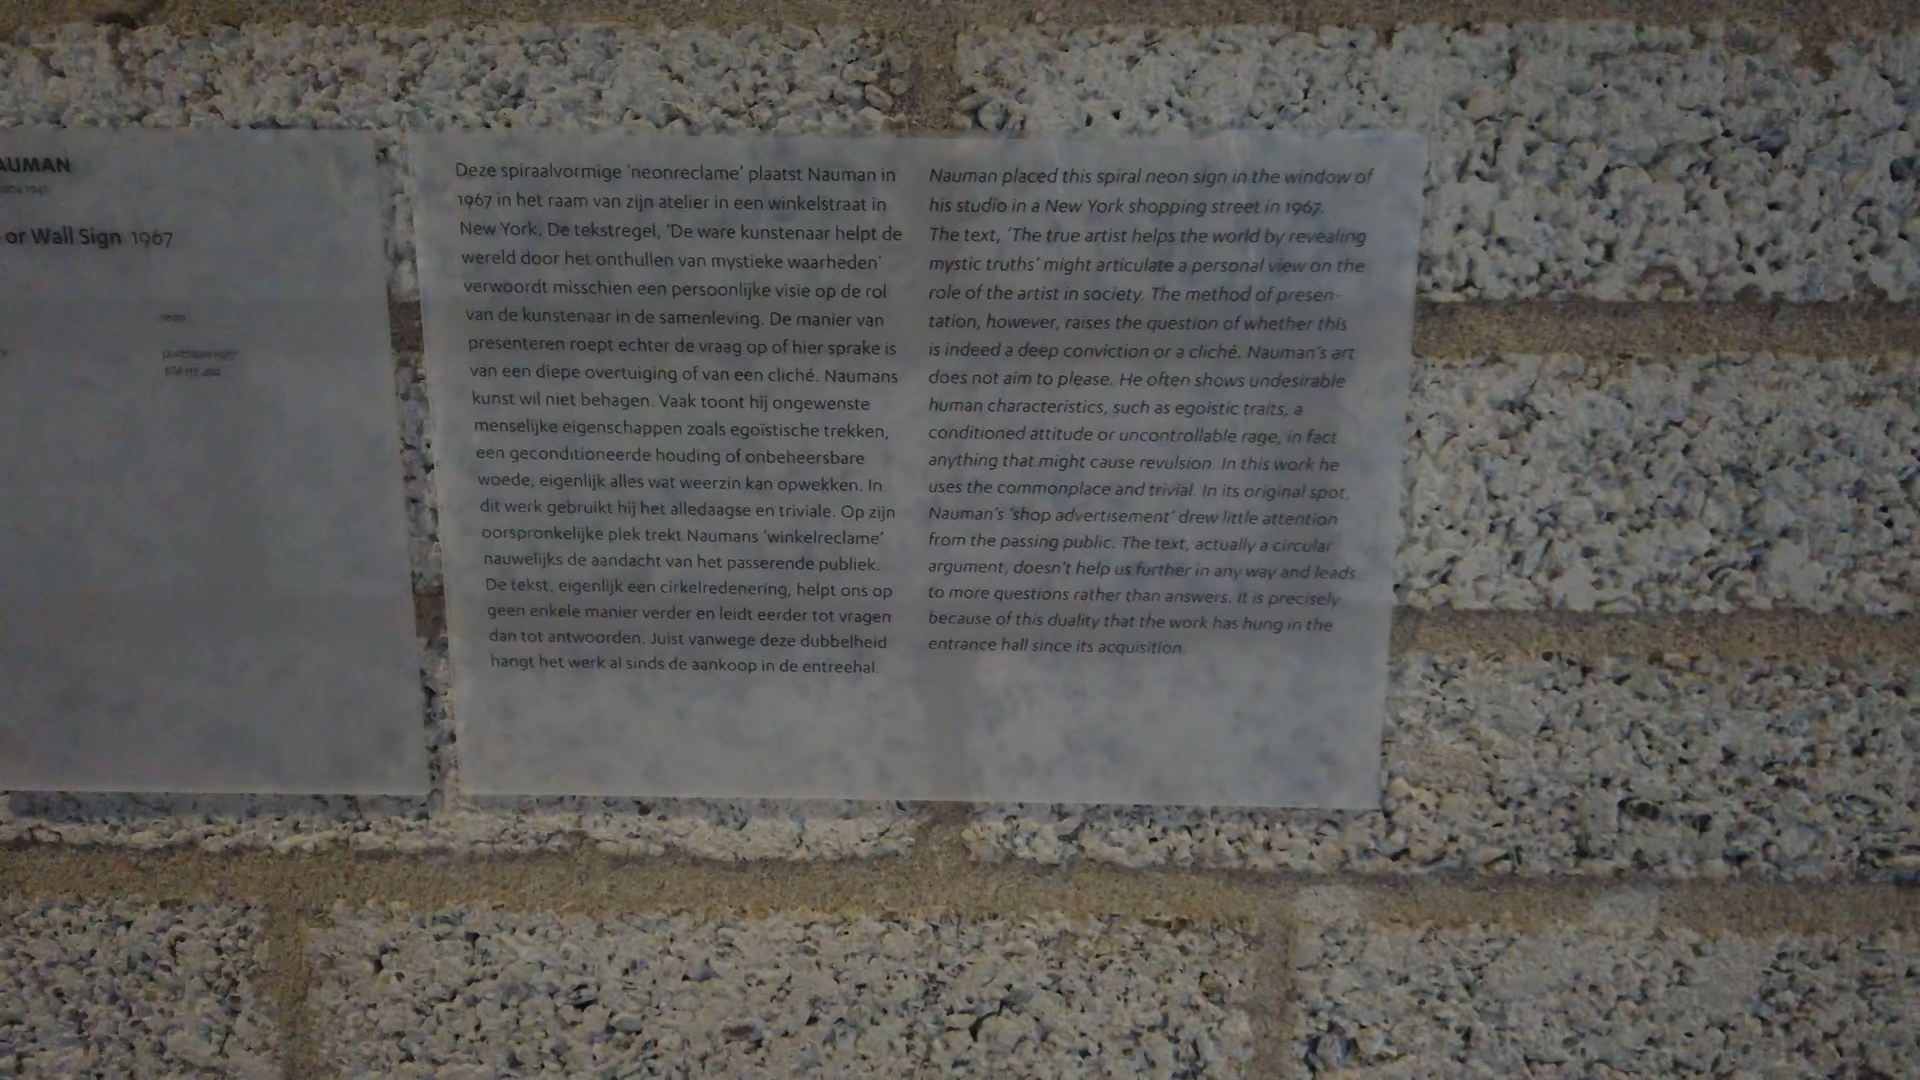 AUMAN
or Wall Sign 1967
neon
purchase 1977
Deze spiraalvormige ‘neonreclame’ plaatst Nauman in
1967 in het raam van zijn atelier in een winkelstraat in
New York. De tekstregel, ‘De ware kunstenaar helpt de
wereld door het onthullen van mystieke waarheden’
verwoordt misschien een persoonlijke visie op de rol
van de kunstenaar in de samenleving. De manier van
presenteren roept echter de vraag op of hier sprake is
van een diepe overtuiging of van een cliché. Naumans
kunst wil niet behagen. Vaak toont hij ongewenste
menselijke eigenschappen zoals egoïstische trekken,
een geconditioneerde houding of onbeheersbare
woede, eigenlijk alles wat weerzin kan opwekken. In
dit werk gebruikt hij het alledaagse en triviale. Op zijn
oorspronkelijke plek trekt Naumans ‘winkelreclame’
nauwelijks de aandacht van het passerende publiek.
De tekst, eigenlijk een cirkelredenering, helpt ons op
geen enkele manier verder en leidt eerder tot vragen
dan tot antwoorden. Juist vanwege deze dubbelheid
hangt het werk al sinds de aankoop in de entreehal.
Nauman placed this spiral neon sign in the window of
his studio in a New York shopping street in 1967.
The text, ‘The true artist helps the world by revealing
mystic truths’ might articulate a personal view on the
role of the artist in society. The method of presen-
tation, however, raises the question of whether this
is indeed a deep conviction or a cliché. Nauman’s art
does not aim to please. He often shows undesirable
human characteristics, such as egoistic traits, a
conditioned attitude or uncontrollable rage, in fact
anything that might cause revulsion. In this work he
uses the commonplace and trivial. In its original spot,
Nauman’s ‘shop advertisement’ drew little attention
from the passing public. The text, actually a circular
argument, doesn’t help us further in any way and leads
to more questions rather than answers. It is precisely
because of this duality that the work has hung in the
entrance hall since its acquisition.